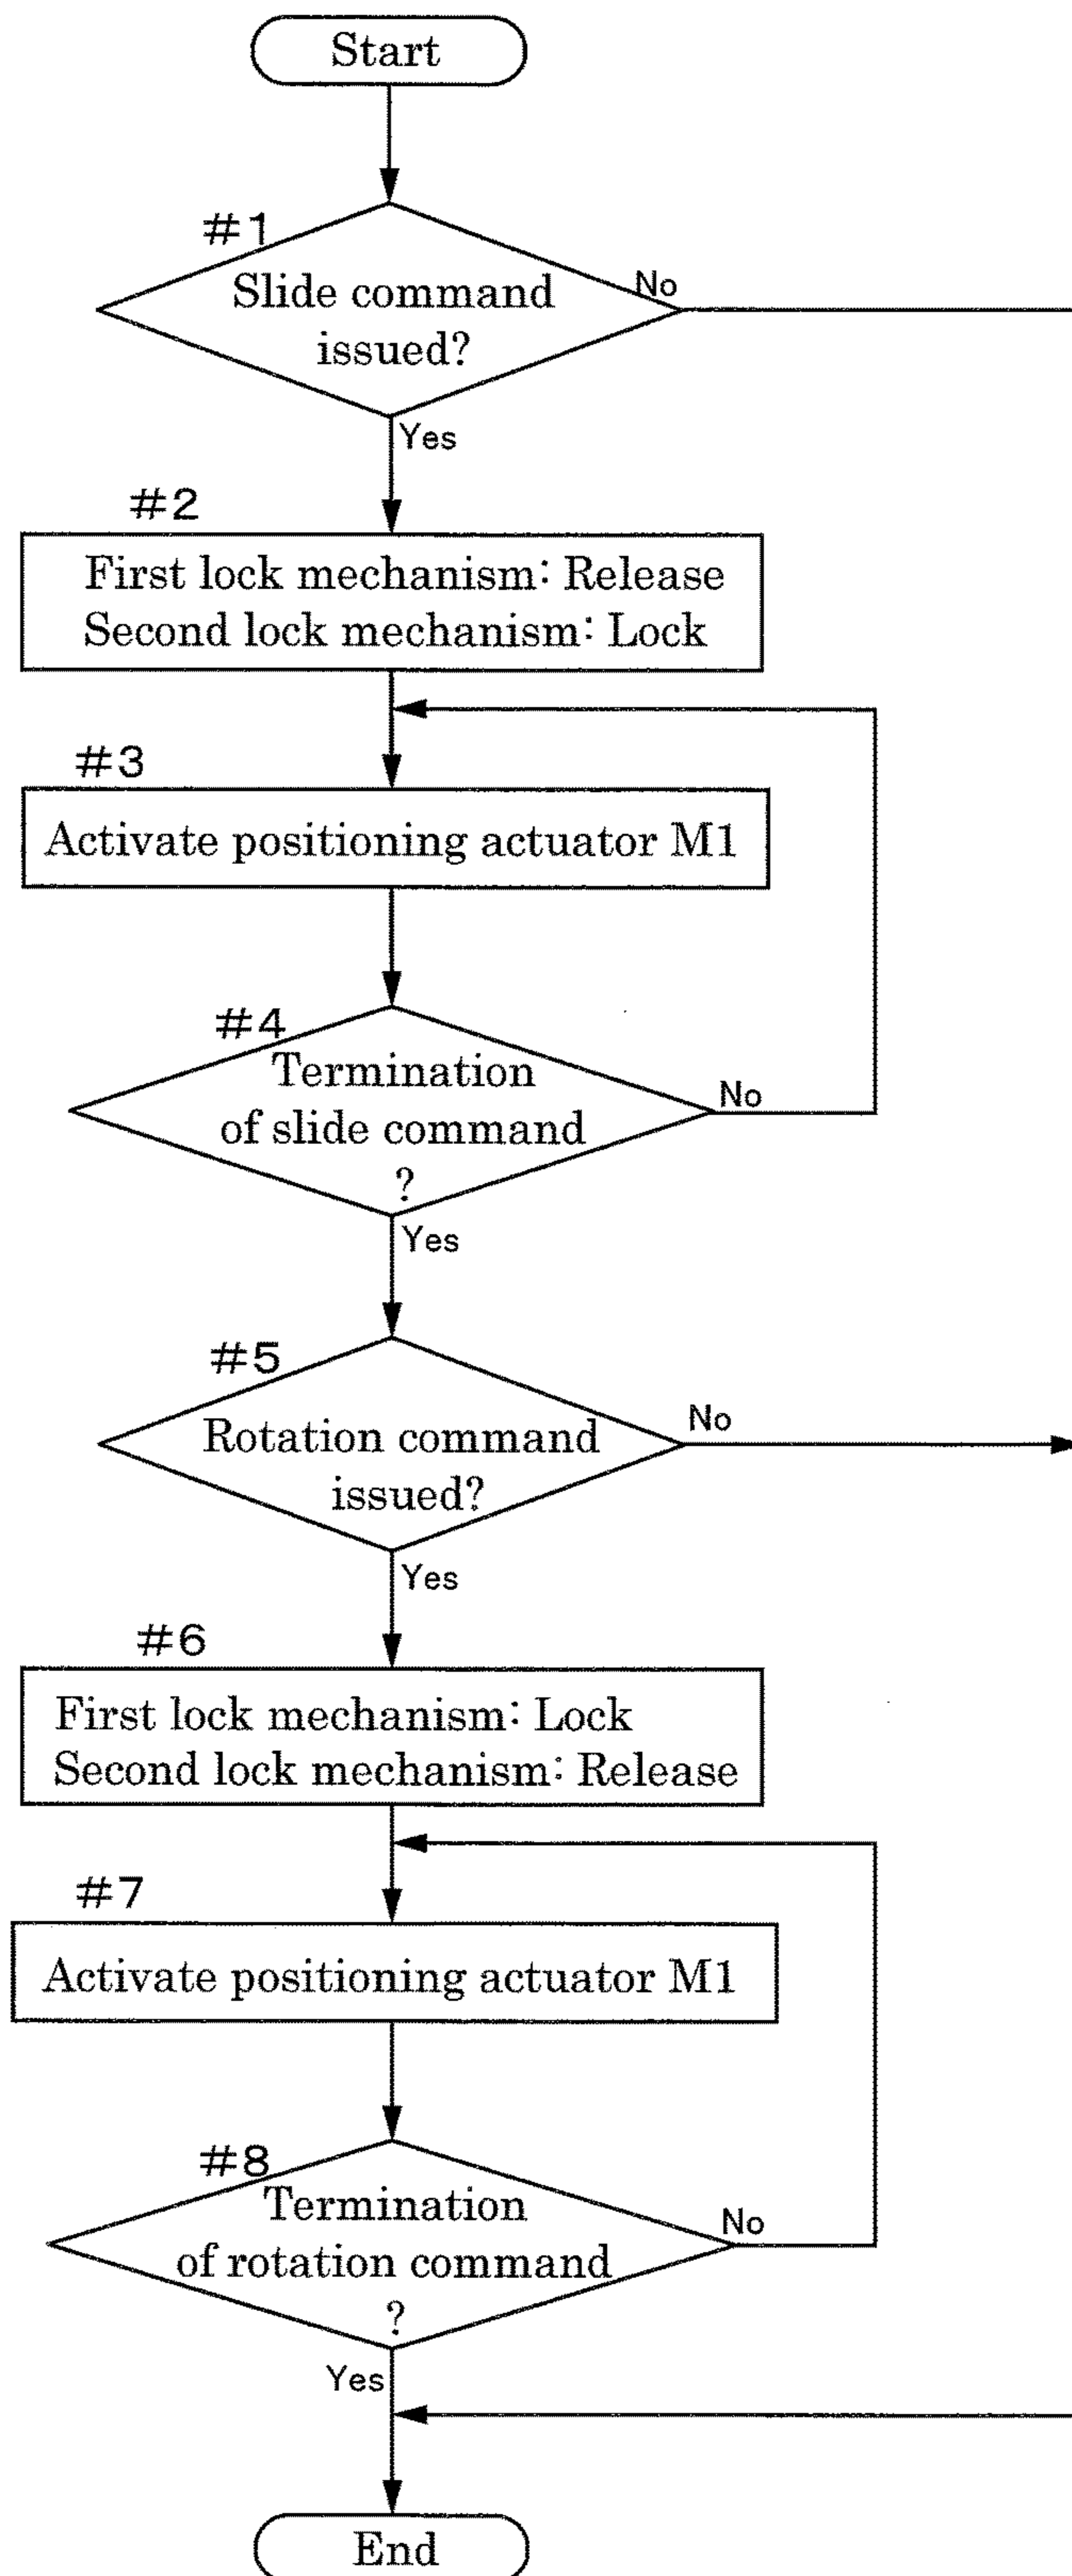 Start
#1
Slide command
issued?
No
Yes
#2
First lock mechanism: Release
Second lock mechanism: Lock
#3
Activate positioning actuator M1
#4
Termination
of slide command
?
No
Yes
#5
Rotation command
issued?
No
Yes
#6
First lock mechanism: Lock
Second lock mechanism: Release
#7
Activate positioning actuator M1
#8
Termination
of rotation command
?
No
Yes
End